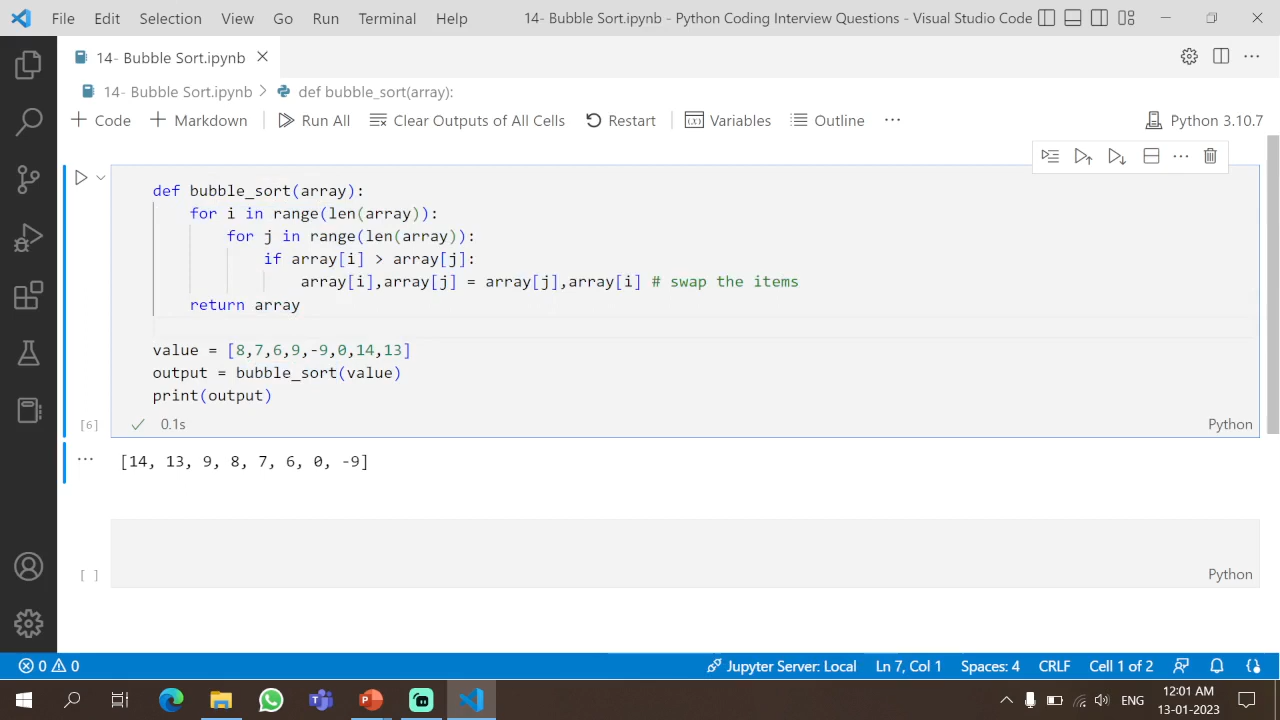 File Edit Selection View Go Run Terminal Help 14- Bubble Sort.ipynb - Python Coding Interview Questions - Visual Studio Code
14- Bubble Sort.ipynb
14- Bubble Sort.ipynb > def bubble_sort(array):
+ Code + Markdown Run All Clear Outputs of All Cells Restart Variables Outline ... Python 3.10.7
def bubble_sort(array):
    for i in range(len(array)):
        for j in range(len(array)):
            if array[i] > array[j]:
                array[i],array[j] = array[j],array[i] # swap the items
    return array
value = [8,7,6,9,-9,0,14,13]
output = bubble_sort(value)
print(output)
[6] 0.1s Python
[14, 13, 9, 8, 7, 6, 0, -9]
[ ] Python
0 0 Jupyter Server: Local Ln 7, Col 1 Spaces: 4 CRLF Cell 1 of 2
ENG 12:01 AM
13-01-2023